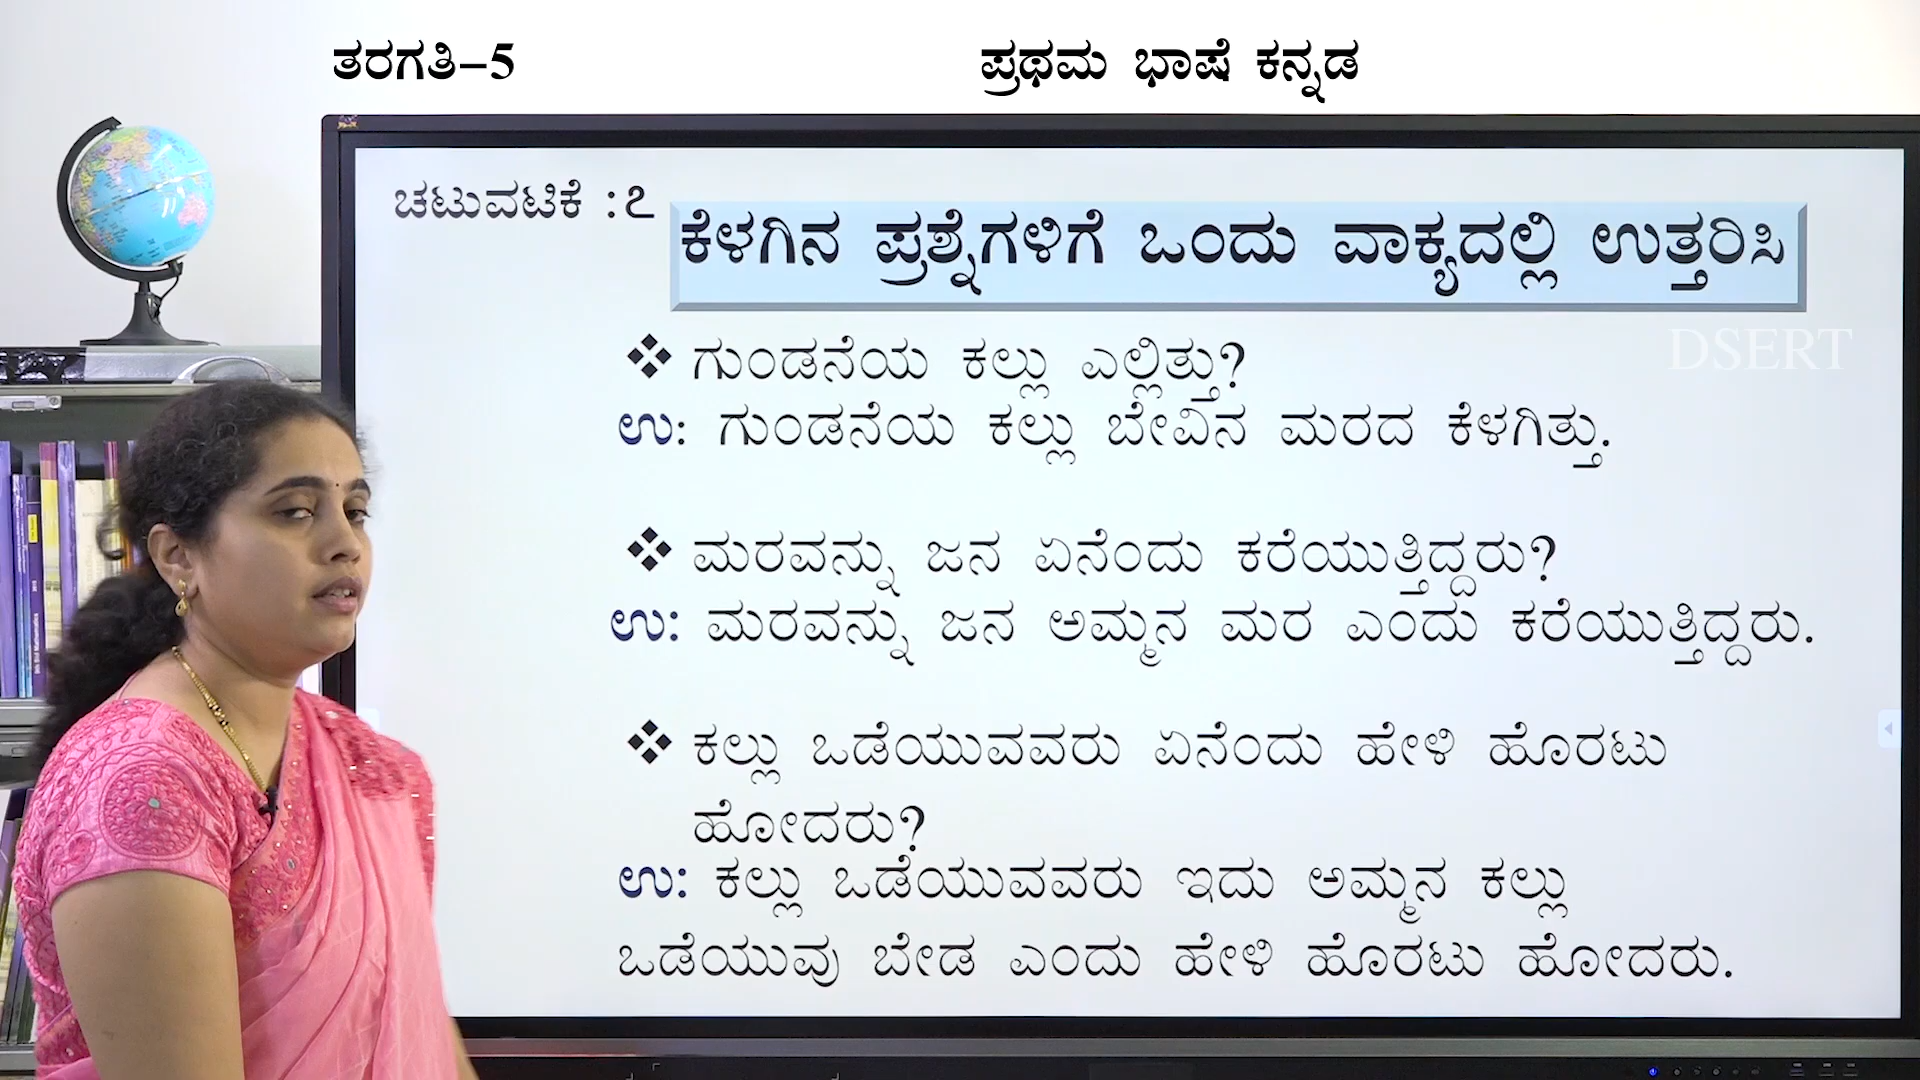 ತರಗತಿ–5
ಪ್ರಥಮ ಭಾಷೆ ಕನ್ನಡ
ಚಟುವಟಿಕೆ :೭
ಕೆಳಗಿನ ಪ್ರಶ್ನೆಗಳಿಗೆ ಒಂದು ವಾಕ್ಯದಲ್ಲಿ ಉತ್ತರಿಸಿ
DSERT
❖ ಗುಂಡನೆಯ ಕಲ್ಲು ಎಲ್ಲಿತ್ತು?
ಉ: ಗುಂಡನೆಯ ಕಲ್ಲು ಬೇವಿನ ಮರದ ಕೆಳಗಿತ್ತು.
❖ ಮರವನ್ನು ಜನ ಏನೆಂದು ಕರೆಯುತ್ತಿದ್ದರು?
ಉ: ಮರವನ್ನು ಜನ ಅಮ್ಮನ ಮರ ಎಂದು ಕರೆಯುತ್ತಿದ್ದರು.
❖ ಕಲ್ಲು ಒಡೆಯುವವರು ಏನೆಂದು ಹೇಳಿ ಹೊರಟು
ಹೋದರು?
ಉ: ಕಲ್ಲು ಒಡೆಯುವವರು ಇದು ಅಮ್ಮನ ಕಲ್ಲು
ಒಡೆಯುವು ಬೇಡ ಎಂದು ಹೇಳಿ ಹೊರಟು ಹೋದರು.